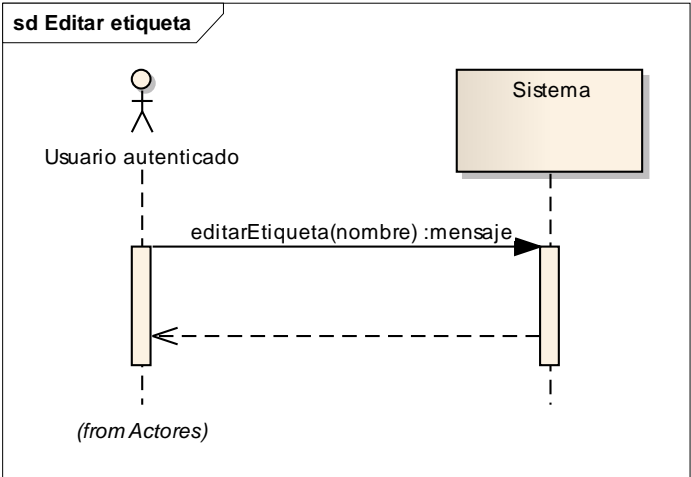 sd Editar etiqueta
Sistema
Usuario autenticado
editarEtiqueta(nombre) :mensaje
(from Actores)